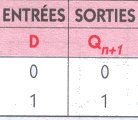 ENTRÉES SORTIES
D Qn+1
0 0
1 1